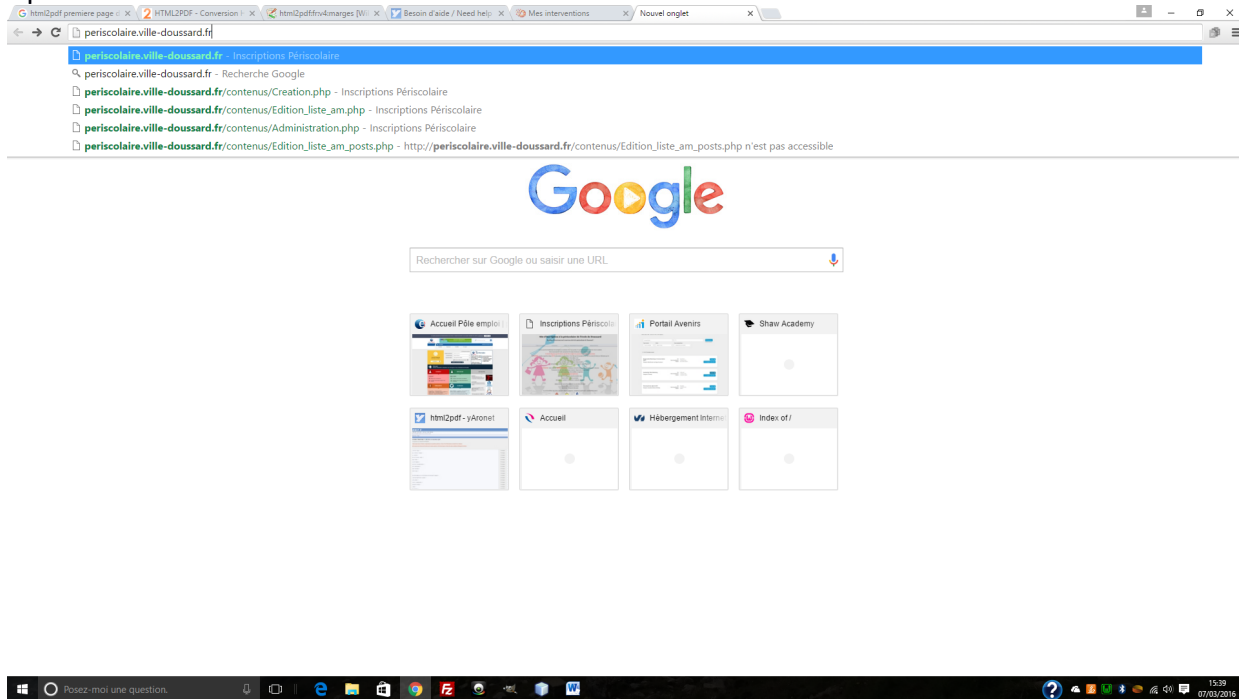 html2pdf premiere page e
HTML2PDF - Conversion H
html2pdf:fr:v4:marges [Wi
Besoin d'aide / Need help
Mes interventions
Nouvel onglet
periscolaire.ville-doussard.fr
periscolaire.ville-doussard.fr - Inscriptions Périscolaire
periscolaire.ville-doussard.fr - Recherche Google
periscolaire.ville-doussard.fr/contenus/Creation.php - Inscriptions Périscolaire
periscolaire.ville-doussard.fr/contenus/Edition_liste_am.php - Inscriptions Périscolaire
periscolaire.ville-doussard.fr/contenus/Administration.php - Inscriptions Périscolaire
periscolaire.ville-doussard.fr/contenus/Edition_liste_am_posts.php - http://periscolaire.ville-doussard.fr/contenus/Edition_liste_am_posts.php n'est pas accessible
Google
Rechercher sur Google ou saisir une URL
Accueil Pôle emploi
Inscriptions Périscola
Portail Avenirs
Shaw Academy
html2pdf - yAronet
Accueil
Hébergement Interne
Index of /
Posez-moi une question.
15:39
07/03/2016